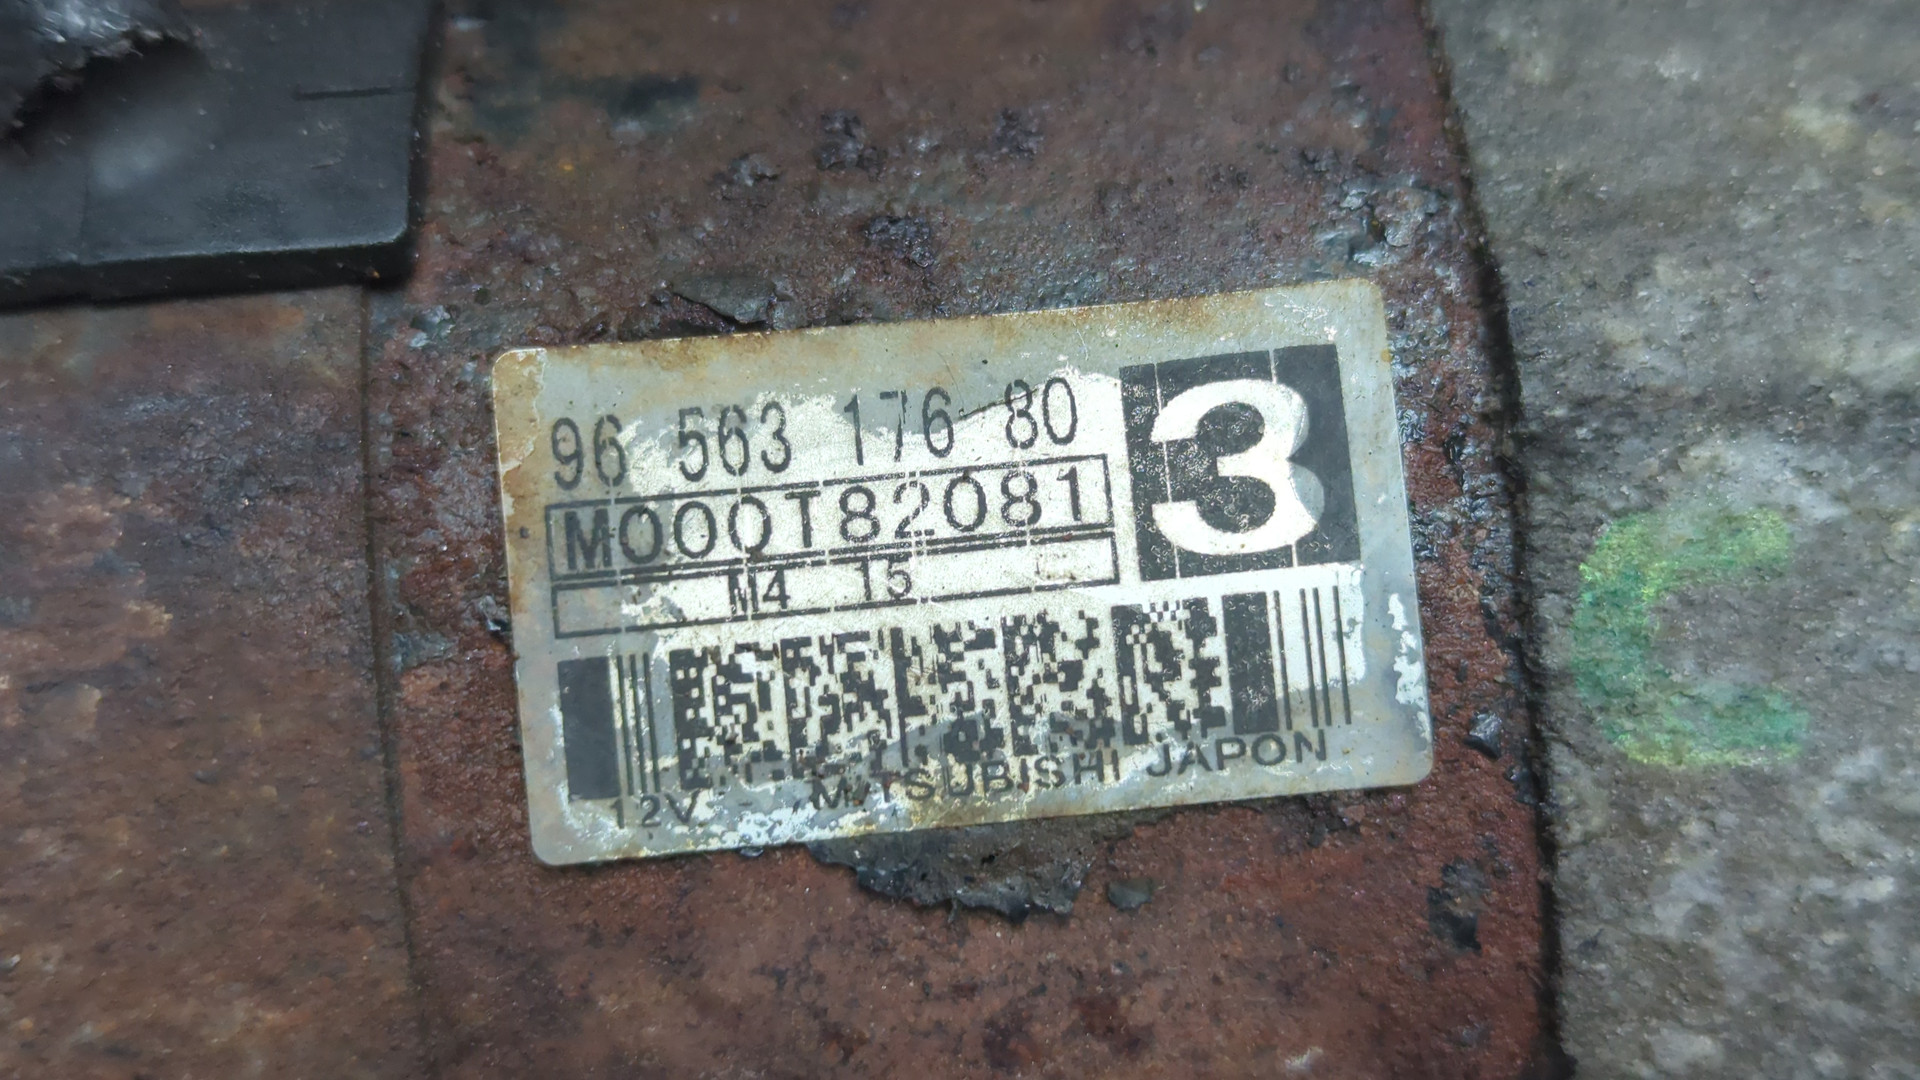 96 563 176 80
3
M000T82081
M4 15
12V - MITSUBISHI JAPON
C